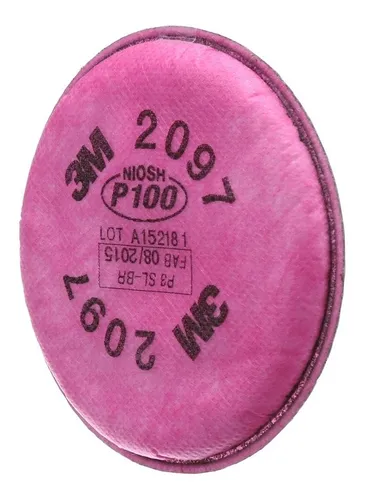 3M 2097
NIOSH
P100
LOT A152181
FAB 08/2015
P3 SL-BR
3M 2097